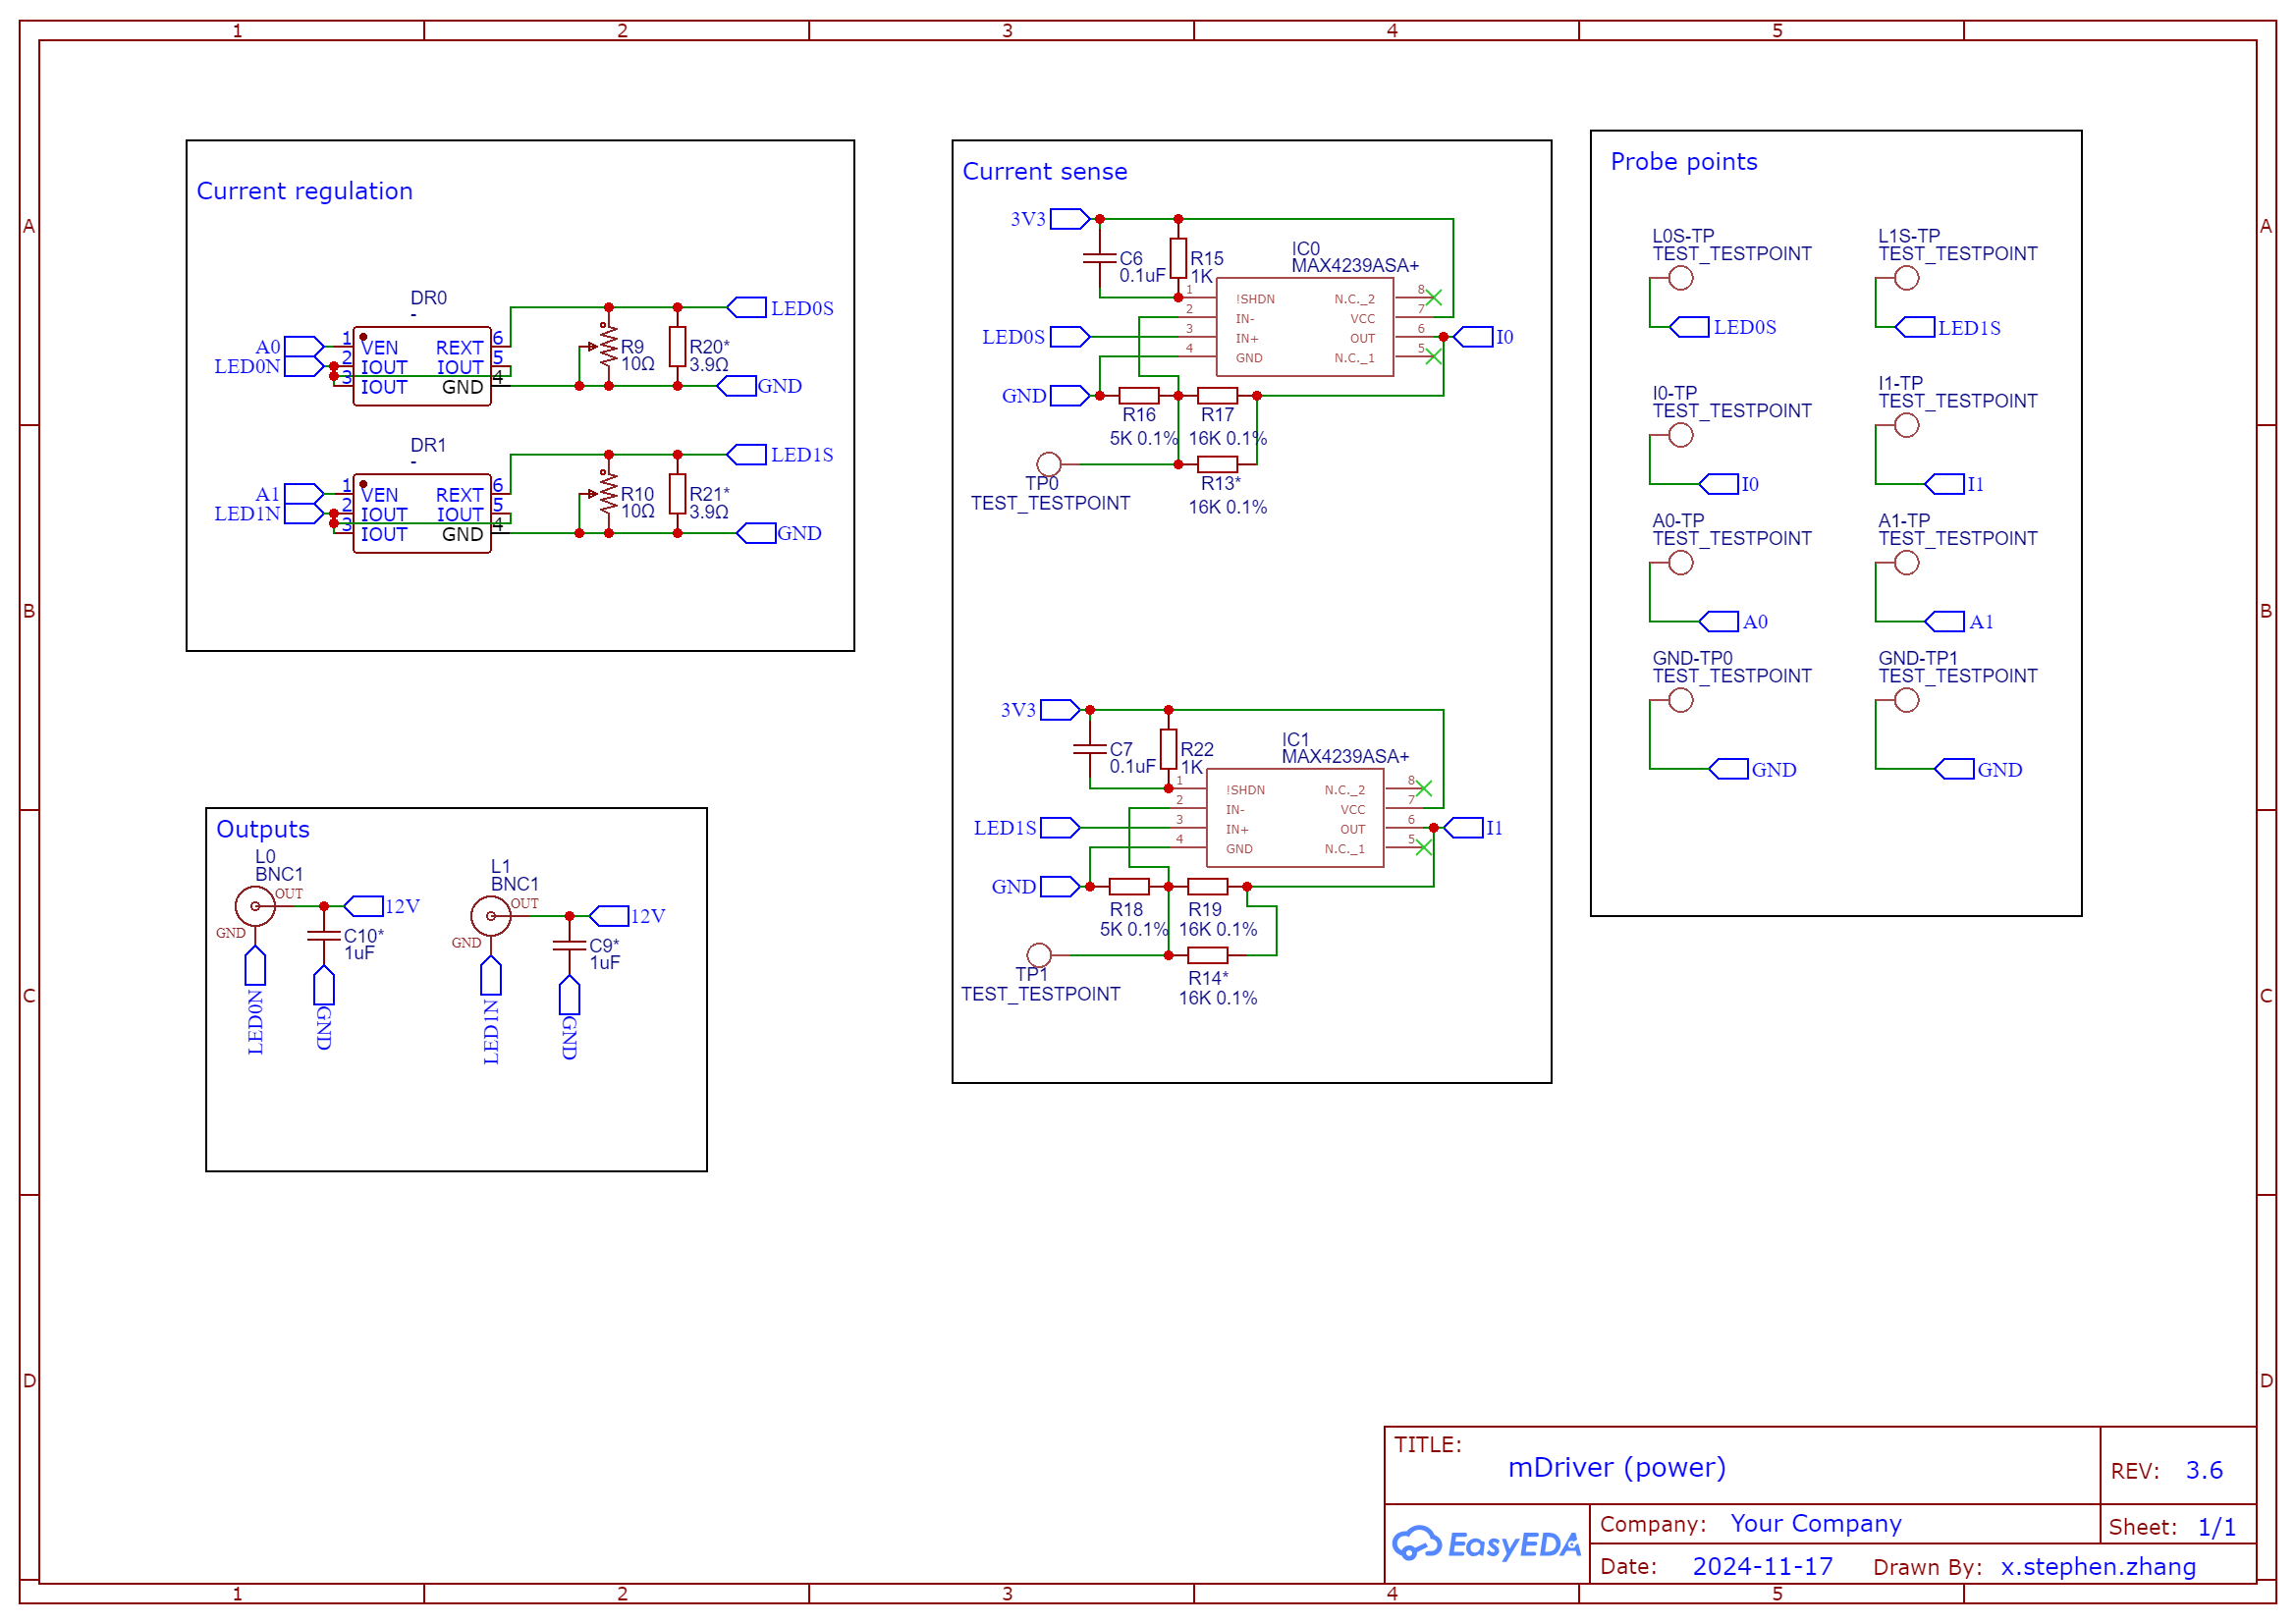 1 2 3 4 5
A
B
C
D
A
B
C
D
Current regulation
DR0
-
A0
LED0N
1 VEN
2 IOUT
3 IOUT
REXT 6
IOUT 5
GND 4
R9
10Ω
R20*
3.9Ω
LED0S
GND
DR1
-
A1
LED1N
1 VEN
2 IOUT
3 IOUT
REXT 6
IOUT 5
GND 4
R10
10Ω
R21*
3.9Ω
LED1S
GND
Outputs
L0
BNC1
OUT
GND
12V
C10*
1uF
LED0N
GND
L1
BNC1
OUT
GND
12V
C9*
1uF
LED1N
GND
Current sense
3V3
C6
0.1uF
R15
1K
IC0
MAX4239ASA+
1 !SHDN N.C._2 8
2 IN- VCC 7
3 IN+ OUT 6
4 GND N.C._1 5
LED0S
I0
GND
R16
5K 0.1%
R17
16K 0.1%
TP0
TEST_TESTPOINT
R13*
16K 0.1%
3V3
C7
0.1uF
R22
1K
IC1
MAX4239ASA+
1 !SHDN N.C._2 8
2 IN- VCC 7
3 IN+ OUT 6
4 GND N.C._1 5
LED1S
I1
GND
R18
5K 0.1%
R19
16K 0.1%
TP1
TEST_TESTPOINT
R14*
16K 0.1%
Probe points
L0S-TP
TEST_TESTPOINT
LED0S
L1S-TP
TEST_TESTPOINT
LED1S
I0-TP
TEST_TESTPOINT
I0
I1-TP
TEST_TESTPOINT
I1
A0-TP
TEST_TESTPOINT
A0
A1-TP
TEST_TESTPOINT
A1
GND-TP0
TEST_TESTPOINT
GND
GND-TP1
TEST_TESTPOINT
GND
TITLE:
mDriver (power)
REV: 3.6
EasyEDA
Company: Your Company
Sheet: 1/1
Date: 2024-11-17 Drawn By: x.stephen.zhang
1 2 3 4 5